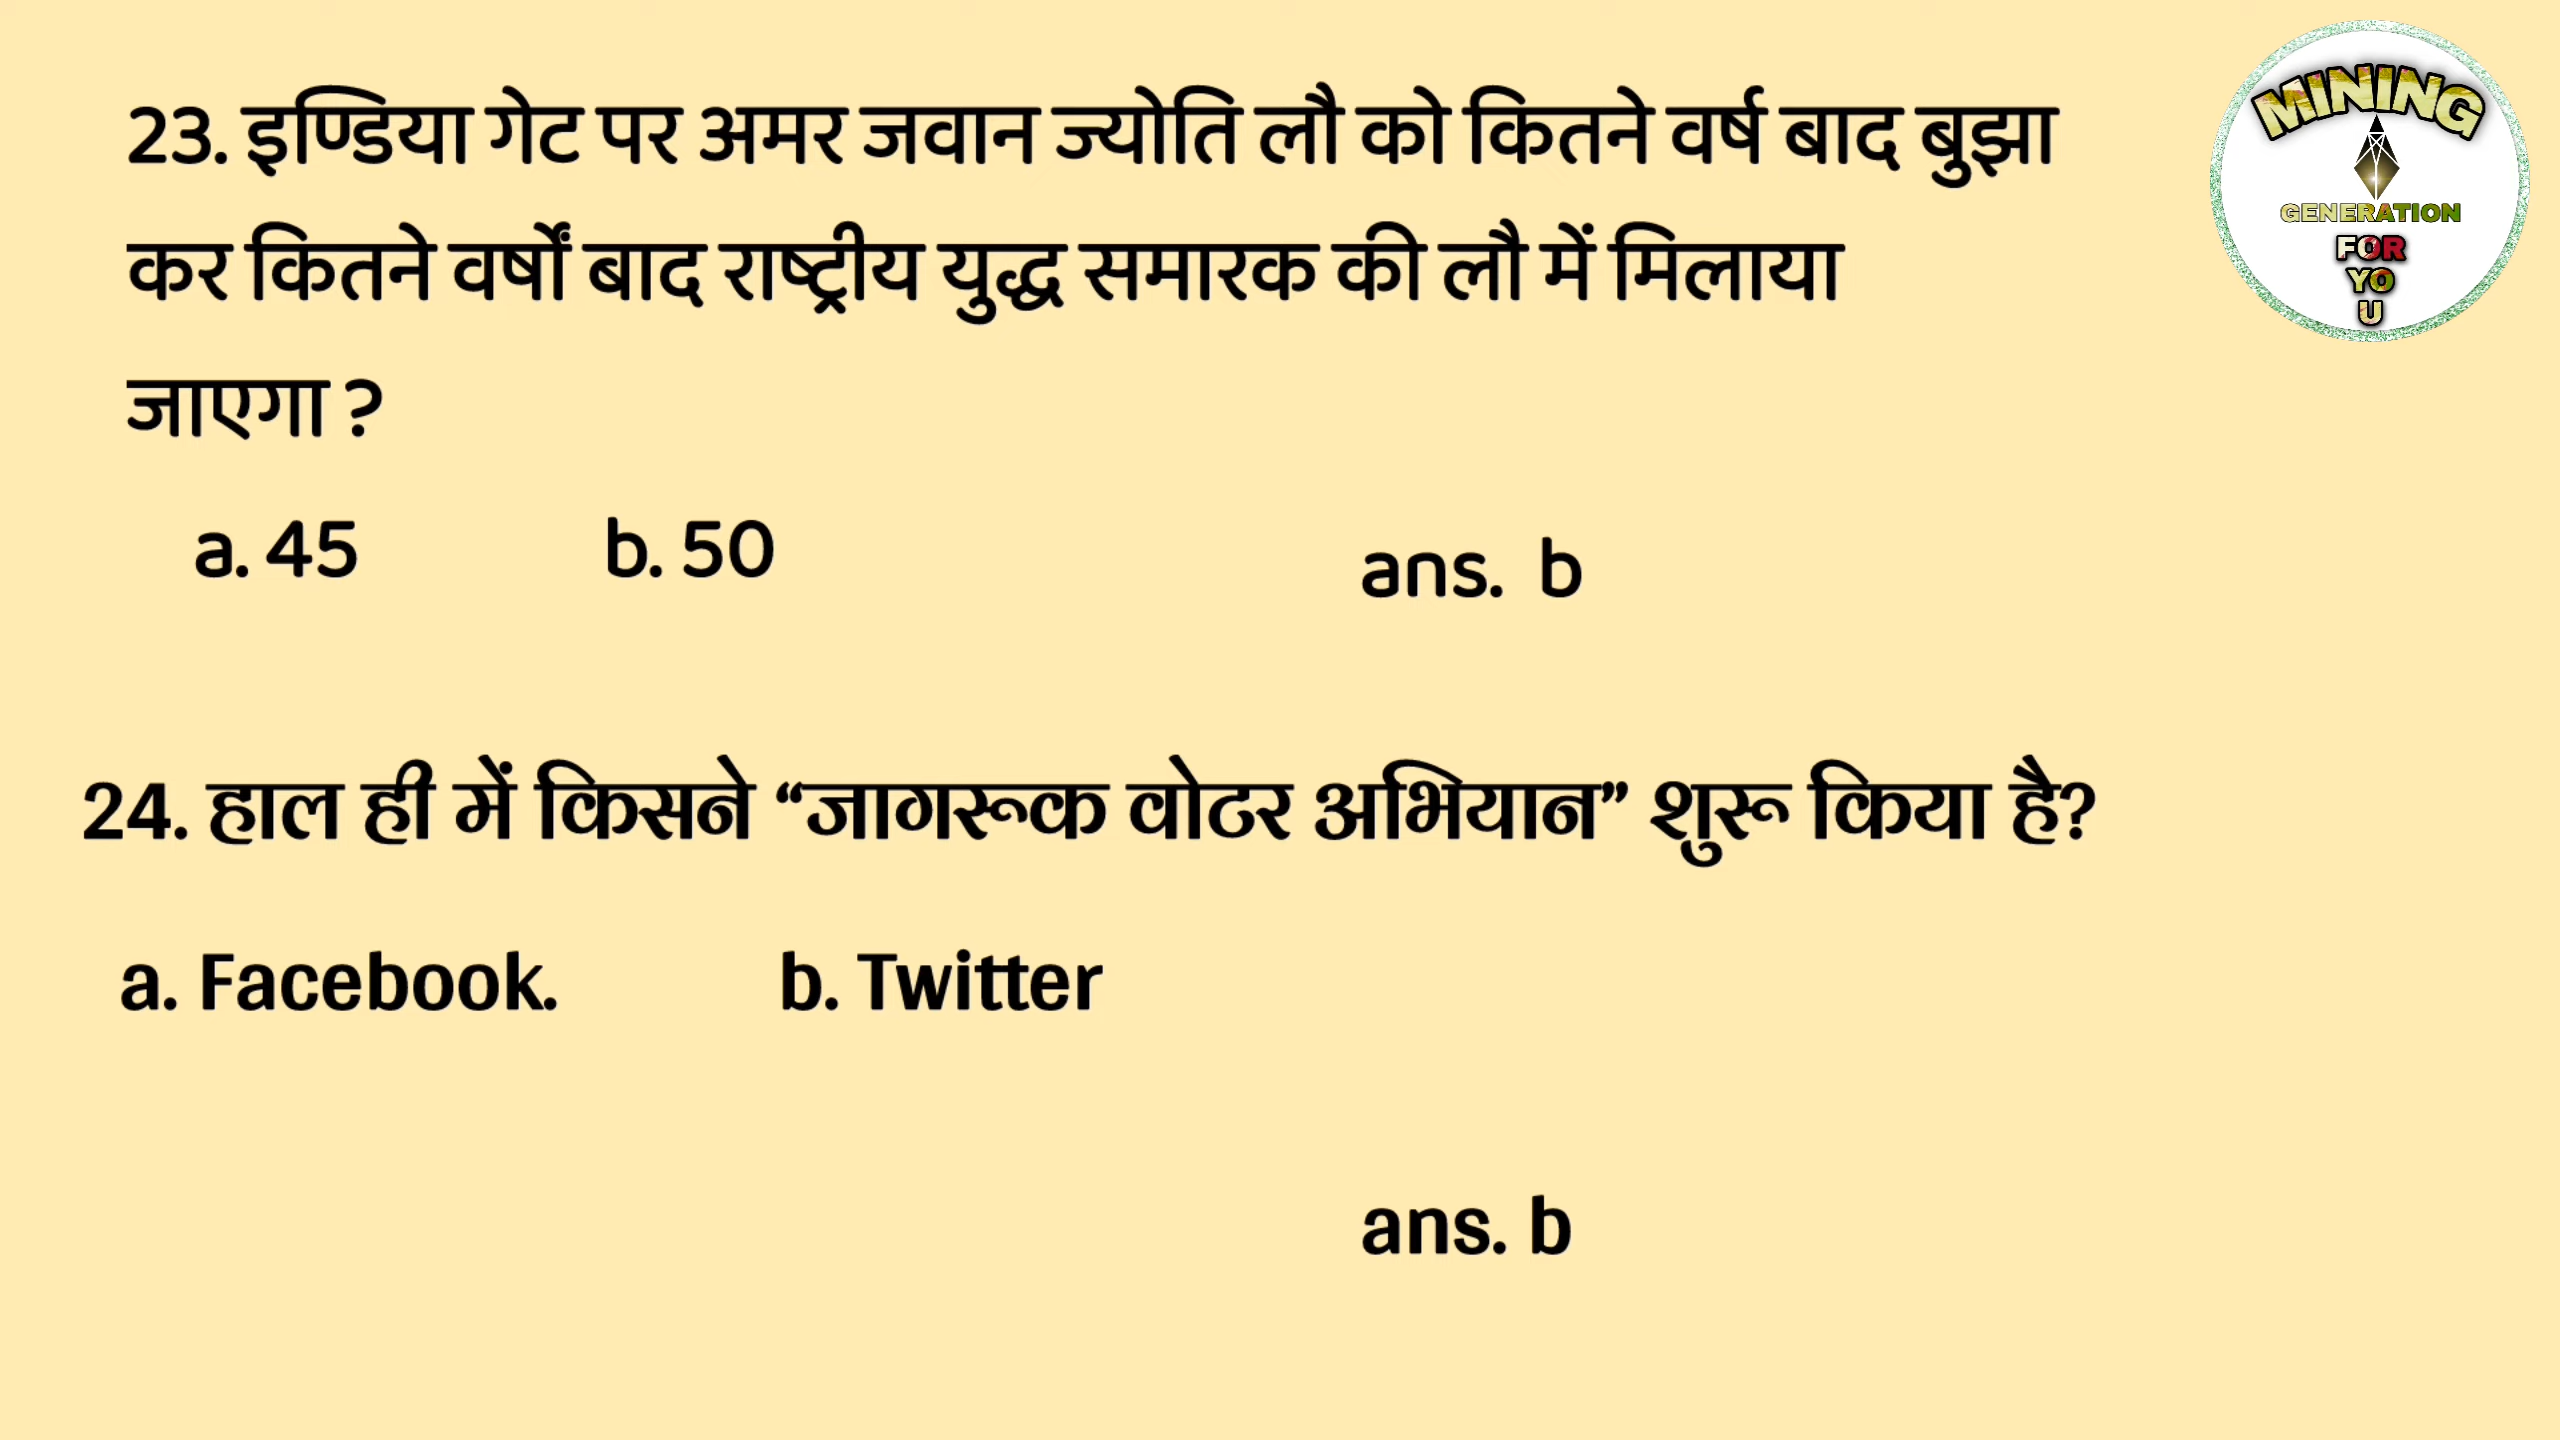 23. इण्डिया गेट पर अमर जवान ज्योति लौ को कितने वर्ष बाद बुझा
कर कितने वर्षों बाद राष्ट्रीय युद्ध समारक की लौ में मिलाया
जाएगा ?
a. 45 b. 50 ans. b
24. हाल ही में किसने “जागरूक वोटर अभियान” शुरू किया है?
a. Facebook. b. Twitter
ans. b
MINING
GENERATION
FOR
YO
U